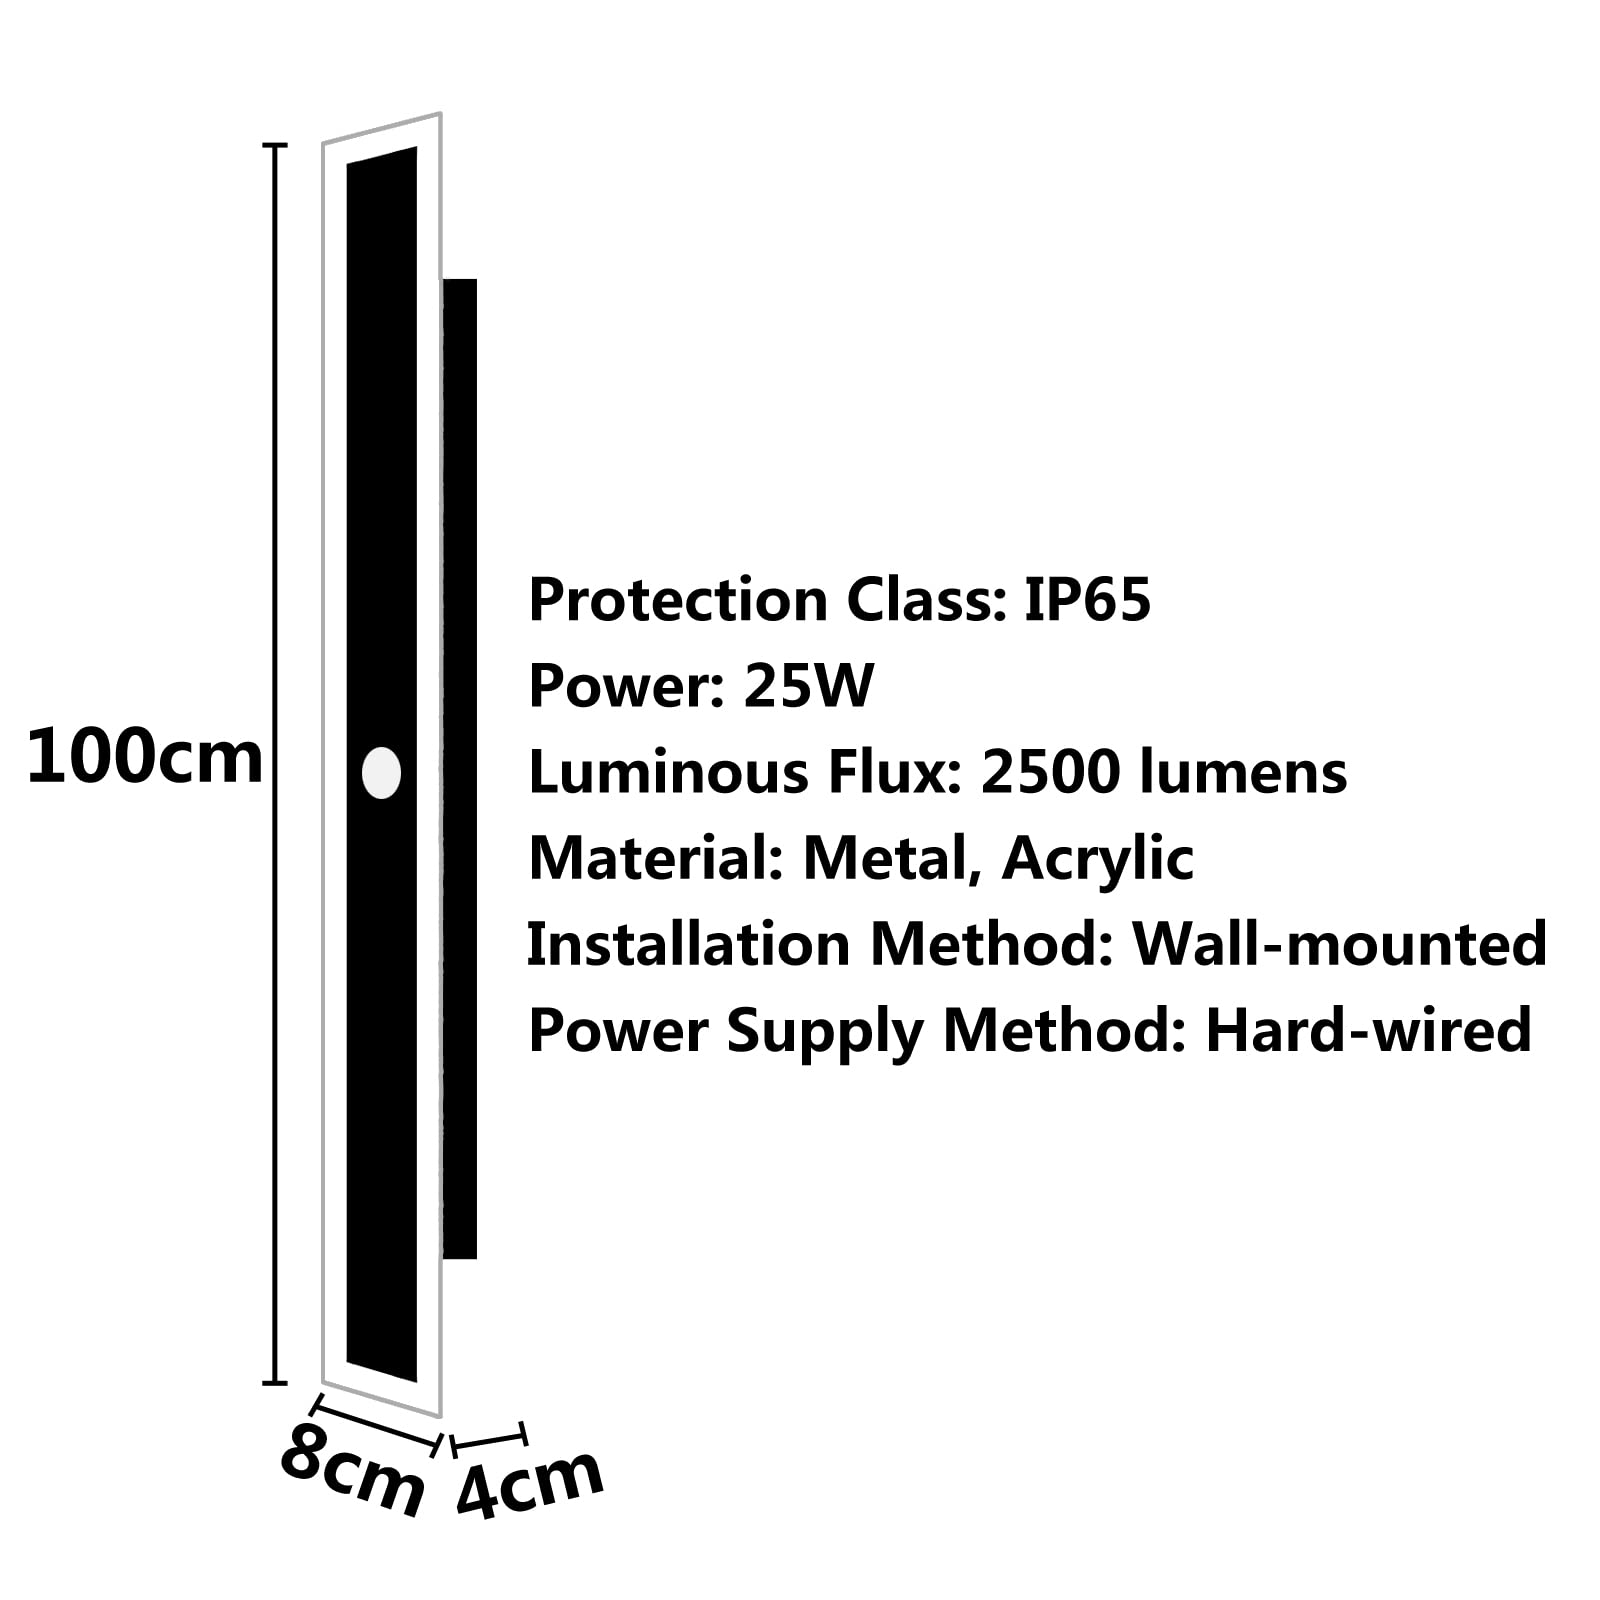 Protection Class: IP65
Power: 25W
100cm
Luminous Flux: 2500 lumens
Material: Metal, Acrylic
Installation Method: Wall-mounted
Power Supply Method: Hard-wired
8cm
4cm